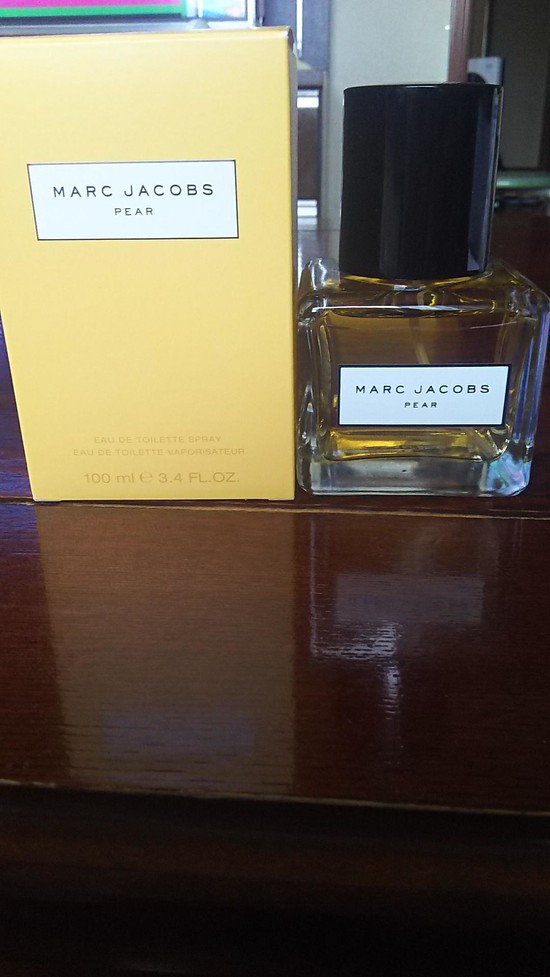 MARC JACOBS
PEAR
EAU DE TOILETTE SPRAY
EAU DE TOILETTE VAPORISATEUR
100 ml ℮ 3.4 FL.OZ.
MARC JACOBS
PEAR